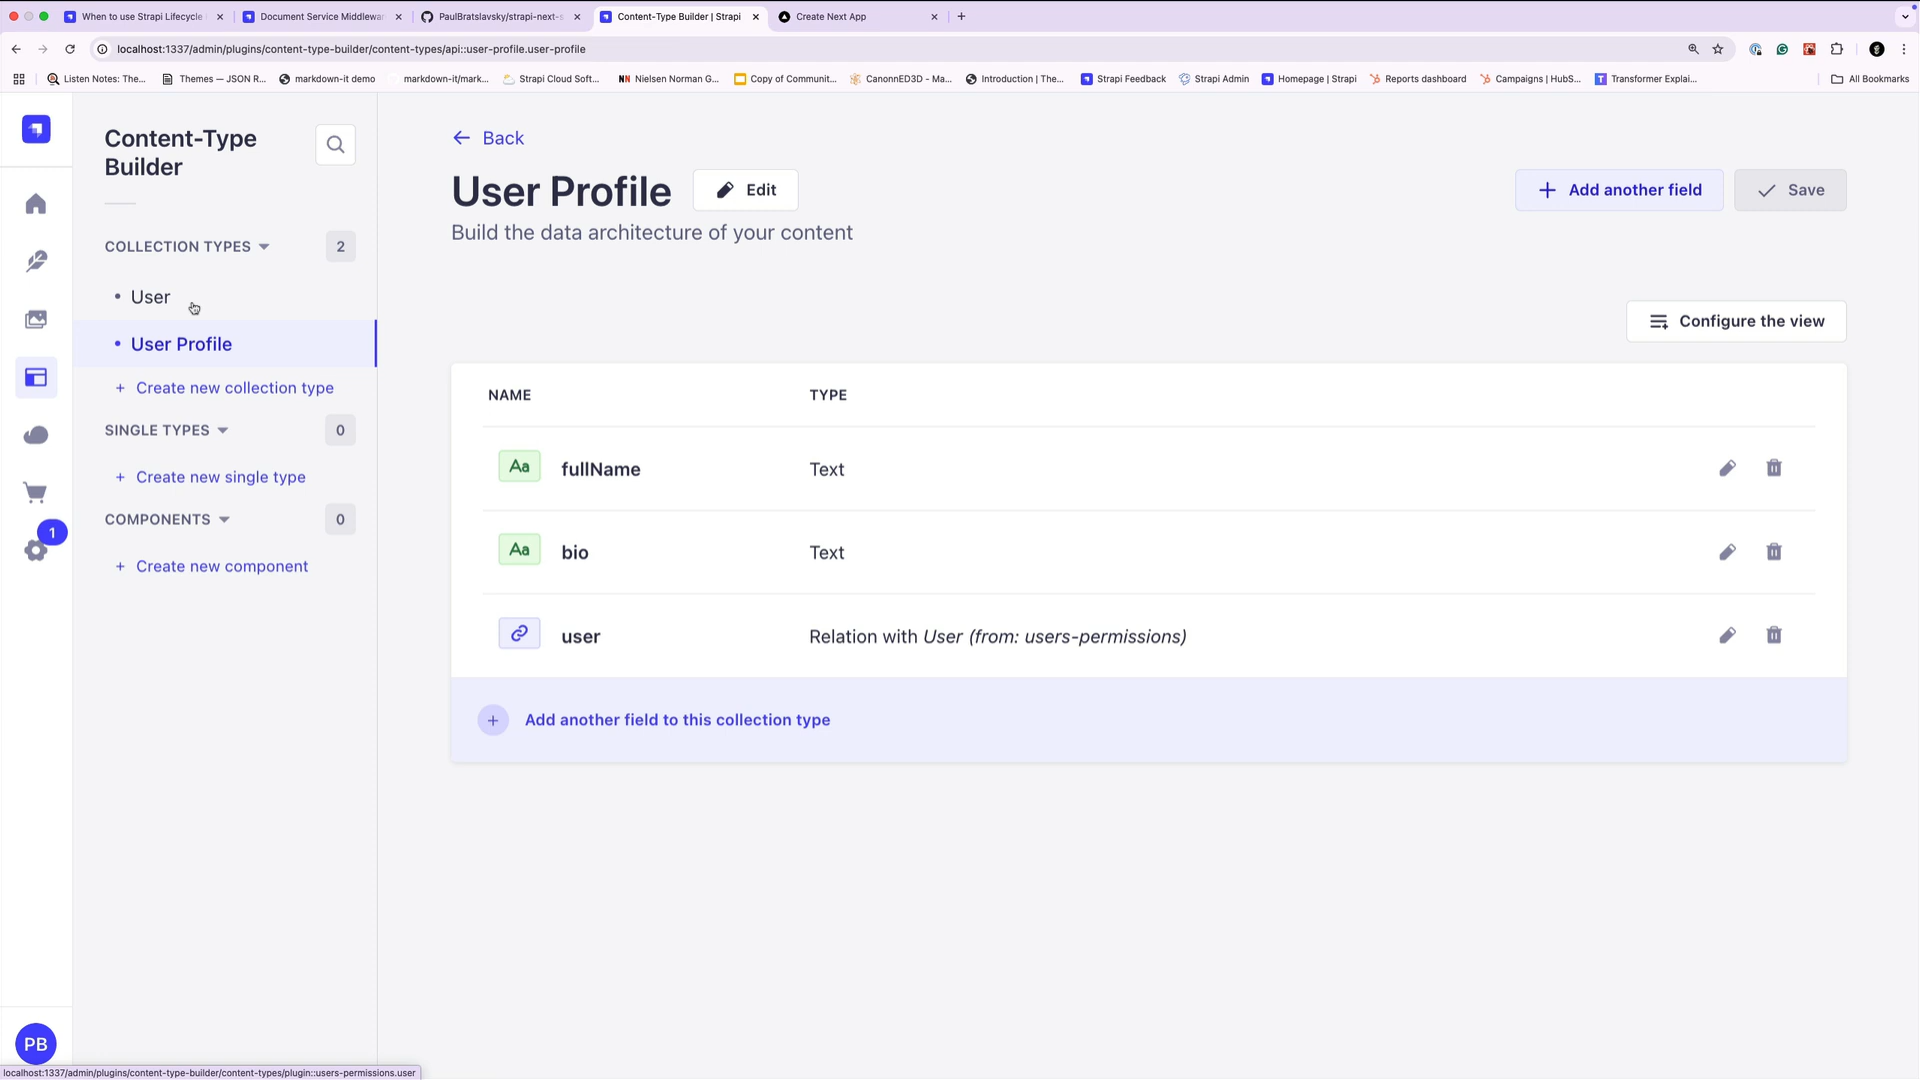 When to use Strapi Lifecycle
Document Service Middlewar
PaulBratslavsky/strapi-next-s
Content-Type Builder | Strapi
Create Next App
localhost:1337/admin/plugins/content-type-builder/content-types/api::user-profile.user-profile
Listen Notes: The...
Themes — JSON R...
markdown-it demo
markdown-it/mark...
Strapi Cloud Soft...
NN Nielsen Norman G...
Copy of Communit...
CanonnED3D - Ma...
Introduction | The...
Strapi Feedback
Strapi Admin
Homepage | Strapi
Reports dashboard
Campaigns | HubS...
T Transformer Explai...
All Bookmarks
Content-Type
Builder
COLLECTION TYPES 2
User
User Profile
+ Create new collection type
SINGLE TYPES 0
+ Create new single type
COMPONENTS 0
+ Create new component
1
PB
Back
User Profile
Edit
Add another field
Save
Build the data architecture of your content
Configure the view
NAME TYPE
Aa fullName Text
Aa bio Text
user Relation with User (from: users-permissions)
+ Add another field to this collection type
localhost:1337/admin/plugins/content-type-builder/content-types/plugin::users-permissions.user